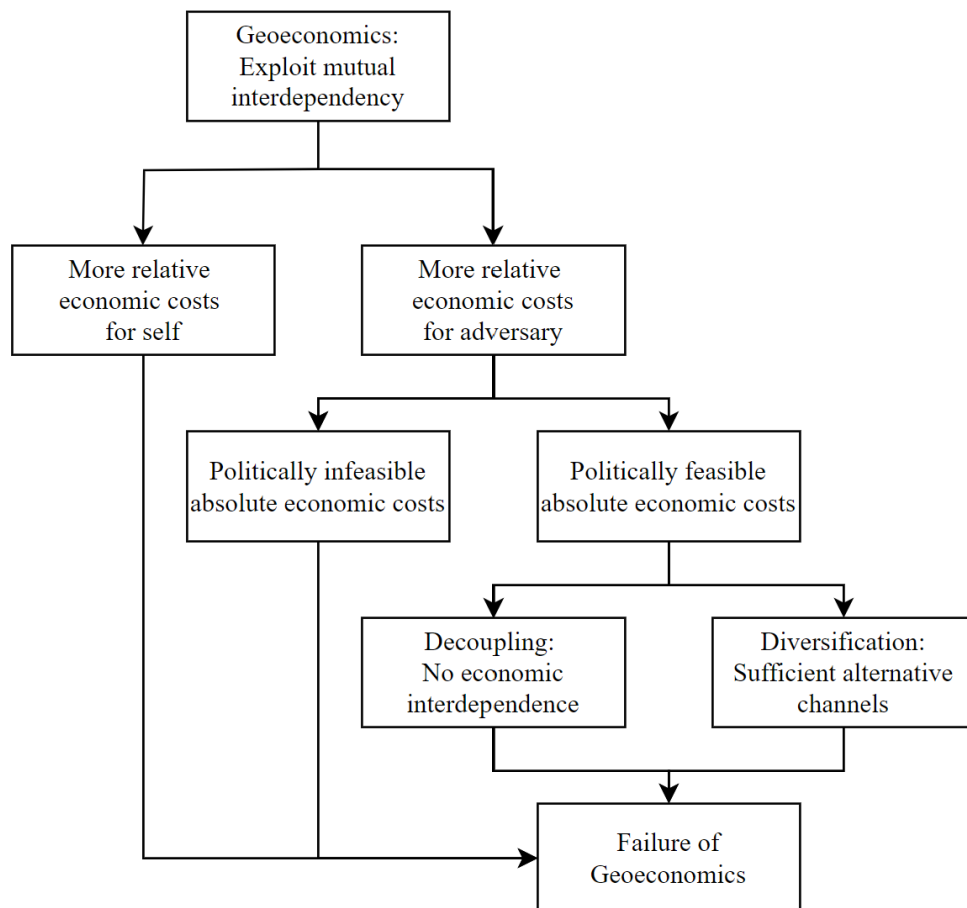 Geoeconomics:
Exploit mutual
interdependency
More relative
economic costs
for self
More relative
economic costs
for adversary
Politically infeasible
absolute economic costs
Politically feasible
absolute economic costs
Decoupling:
No economic
interdependence
Diversification:
Sufficient alternative
channels
Failure of
Geoeconomics